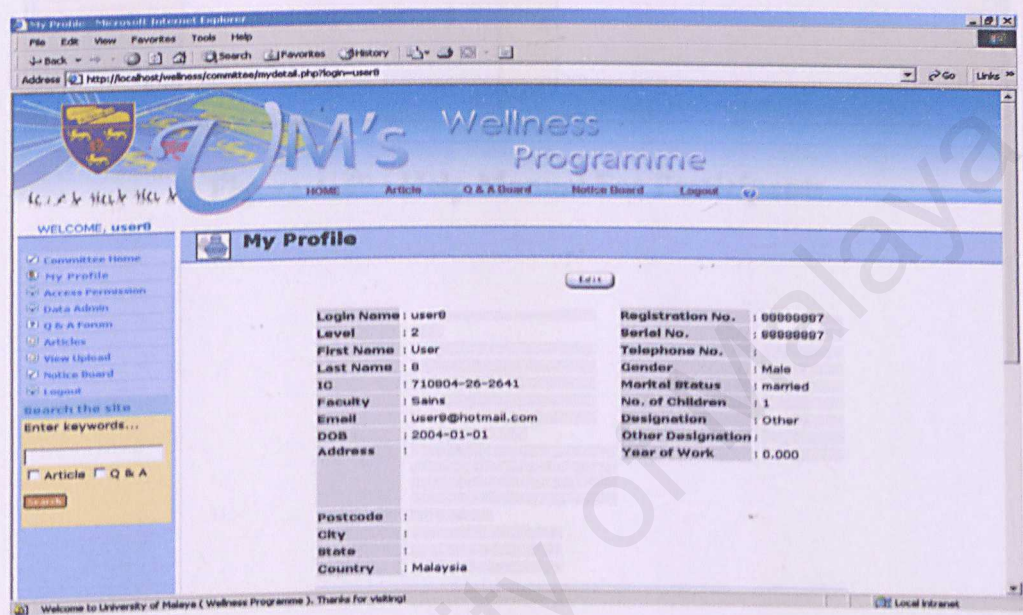 My Profile - Microsoft Internet Explorer
File Edit View Favorites Tools Help
Back Search Favorites History
Address http://localhost/wellness/committee/mydetail.php?login=user8 Go Links »
UM's Wellness Programme
HOME Article Q & A Board Notice Board Logout
WELCOME, user8
My Profile
Committee Home
My Profile
Access Permission
Data Admin
Q & A Forum
Articles
View Upload
Notice Board
Logout
Search the site
Enter keywords...
Article Q & A
Search
Edit
Login Name : user8
Level : 2
First Name : User
Last Name : 8
IC : 710804-26-2641
Faculty : Sains
Email : user8@hotmail.com
DOB : 2004-01-01
Address :
Postcode :
City :
State :
Country : Malaysia
Registration No. :
Serial No. :
Telephone No. :
Gender : Male
Marital Status : married
No. of Children : 1
Designation : Other
Other Designation :
Year of Work : 0.000
Welcome to University of Malaya ( Wellness Programme ). Thanks for visiting!
Local intranet
University of Malaya